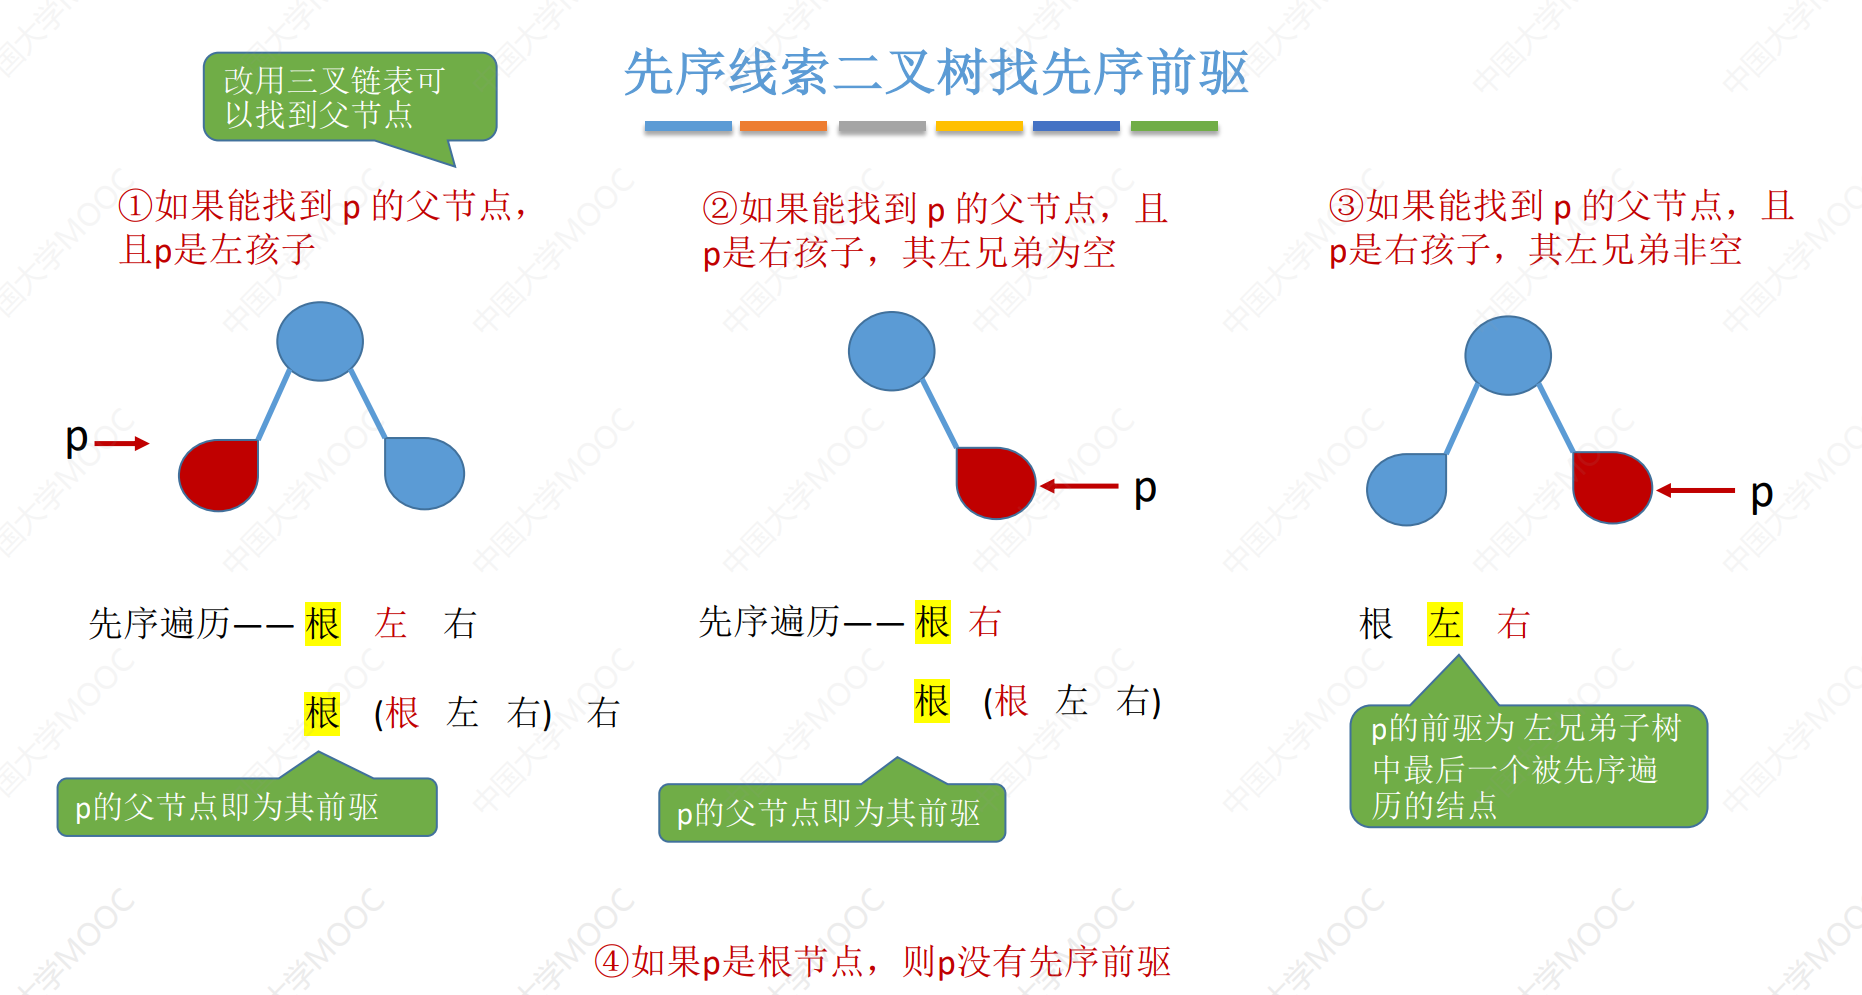 先序线索二叉树找先序前驱
改用三叉链表可
以找到父节点
①如果能找到 p 的父节点，
且p是左孩子
p
先序遍历—— 根 左 右
根 (根 左 右) 右
p的父节点即为其前驱
②如果能找到 p 的父节点，且
p是右孩子，其左兄弟为空
p
先序遍历—— 根 右
根 (根 左 右)
p的父节点即为其前驱
③如果能找到 p 的父节点，且
p是右孩子，其左兄弟非空
p
根 左 右
p的前驱为 左兄弟子树
中最后一个被先序遍
历的结点
④如果p是根节点，则p没有先序前驱
中国大学MOOC